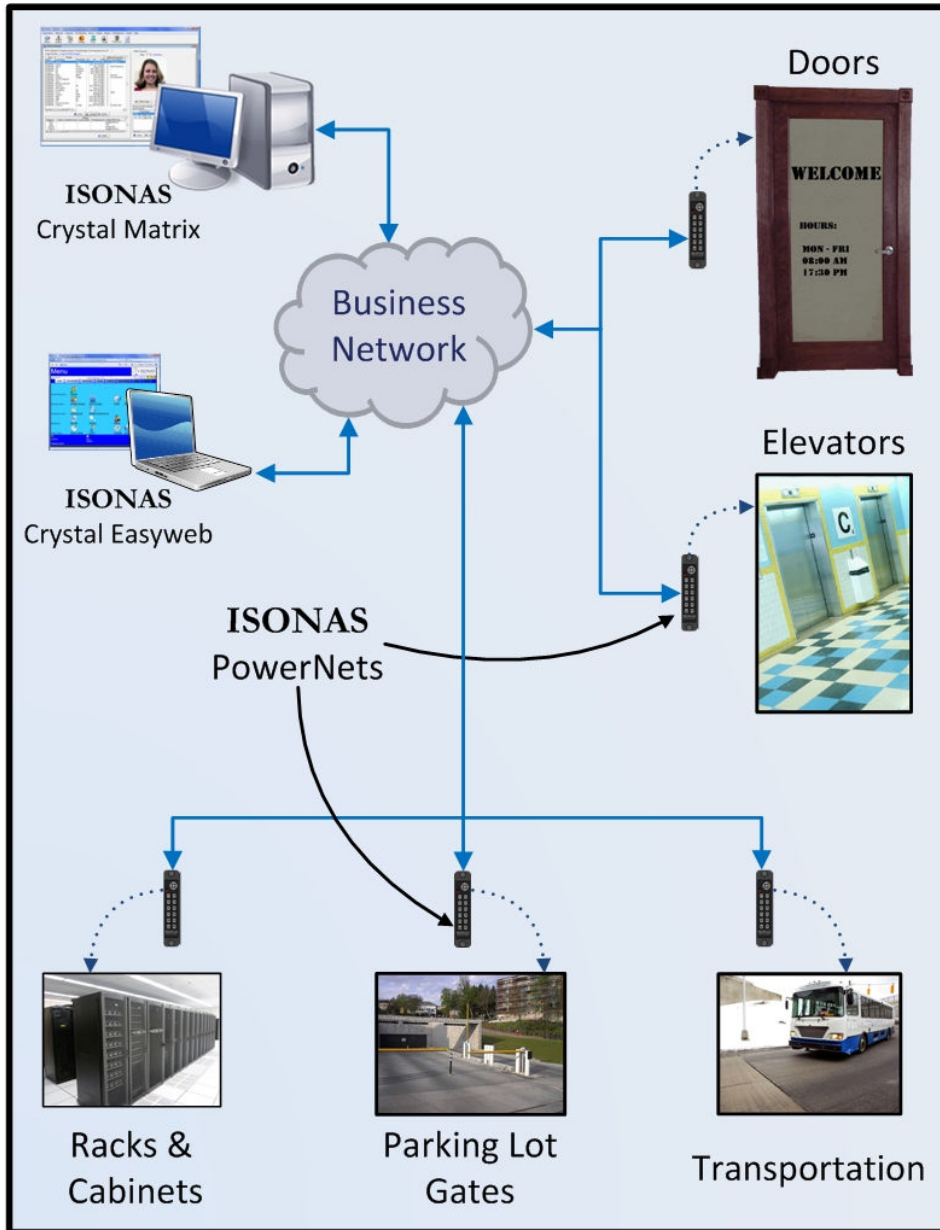 Doors
WELCOME
HOURS:
MON - FRI
08:00 AM
17:30 PM
ISONAS
Crystal Matrix
Business
Network
Menu
ISONAS
Crystal Easyweb
Elevators
C
ISONAS
PowerNets
Racks &
Cabinets
Parking Lot
Gates
Transportation